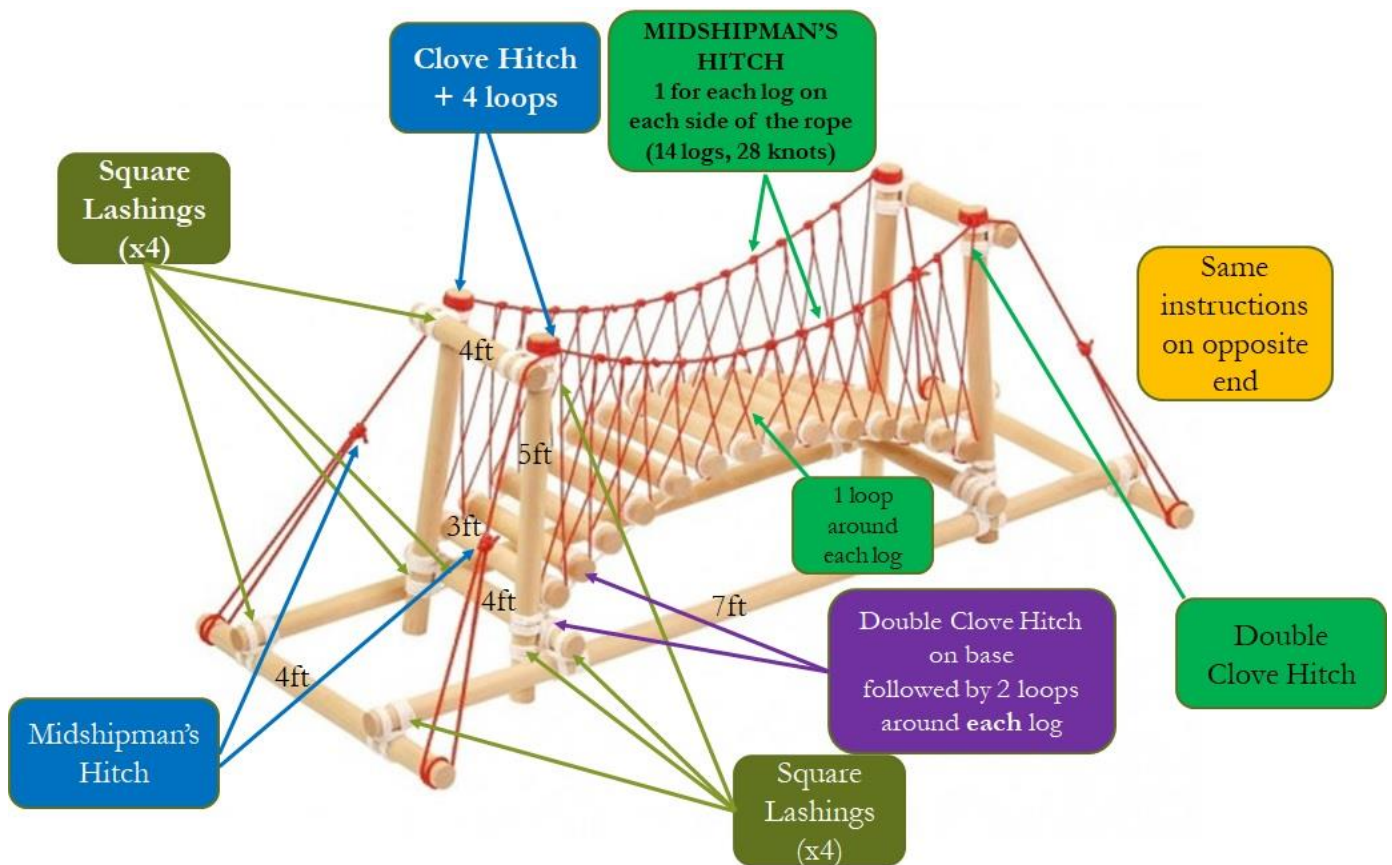 Clove Hitch
+ 4 loops
MIDSHIPMAN'S
HITCH
1 for each log on
each side of the rope
(14 logs, 28 knots)
Square
Lashings
(x4)
Same
instructions
on opposite
end
4ft
5ft
3ft
4ft
7ft
4ft
1 loop
around
each log
Double Clove Hitch
on base
followed by 2 loops
around each log
Double
Clove Hitch
Midshipman's
Hitch
Square
Lashings
(x4)